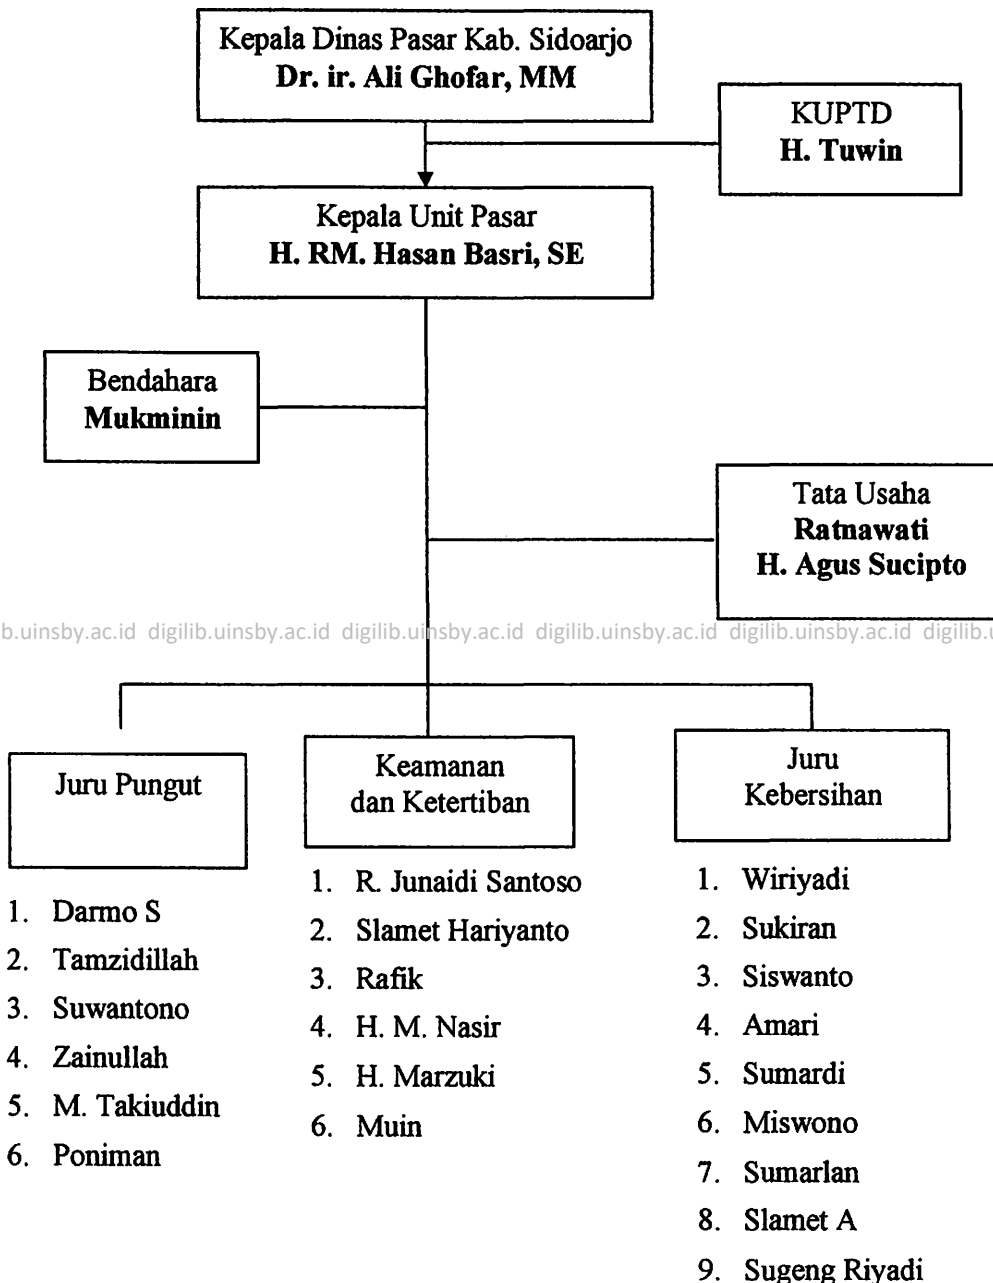 Kepala Dinas Pasar Kab. Sidoarjo
Dr. ir. Ali Ghofar, MM
KUPTD
H. Tuwin
Kepala Unit Pasar
H. RM. Hasan Basri, SE
Bendahara
Mukminin
Tata Usaha
Ratnawati
H. Agus Sucipto
b.uinsby.ac.id digilib.uinsby.ac.id digilib.uinsby.ac.id digilib.uinsby.ac.id digilib.uinsby.ac.id digilib.u
Juru Pungut
1. Darmo S
2. Tamzidillah
3. Suwantono
4. Zainullah
5. M. Takiuddin
6. Poniman
Keamanan
dan Ketertiban
1. R. Junaidi Santoso
2. Slamet Hariyanto
3. Rafik
4. H. M. Nasir
5. H. Marzuki
6. Muin
Juru
Kebersihan
1. Wiriyadi
2. Sukiran
3. Siswanto
4. Amari
5. Sumardi
6. Miswono
7. Sumarlan
8. Slamet A
9. Sugeng Riyadi